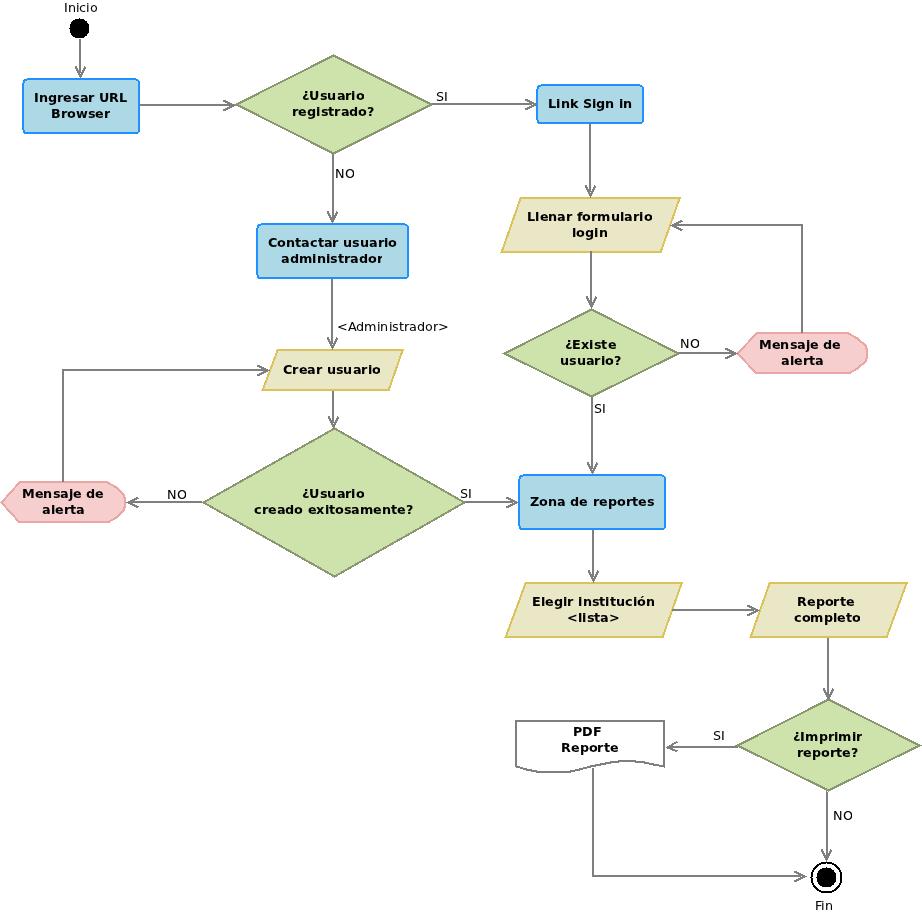 Inicio
Ingresar URL
Browser
¿Usuario
registrado?
SI
Link Sign In
NO
Contactar usuario
administrador
Llenar formulario
login
<Administrador>
¿Existe
usuario?
NO
Mensaje de
alerta
Crear usuario
SI
Mensaje de
alerta
NO
¿Usuario
creado exitosamente?
SI
Zona de reportes
Elegir Institución
<lista>
Reporte
completo
PDF
Reporte
SI
¿Imprimir
reporte?
NO
Fin